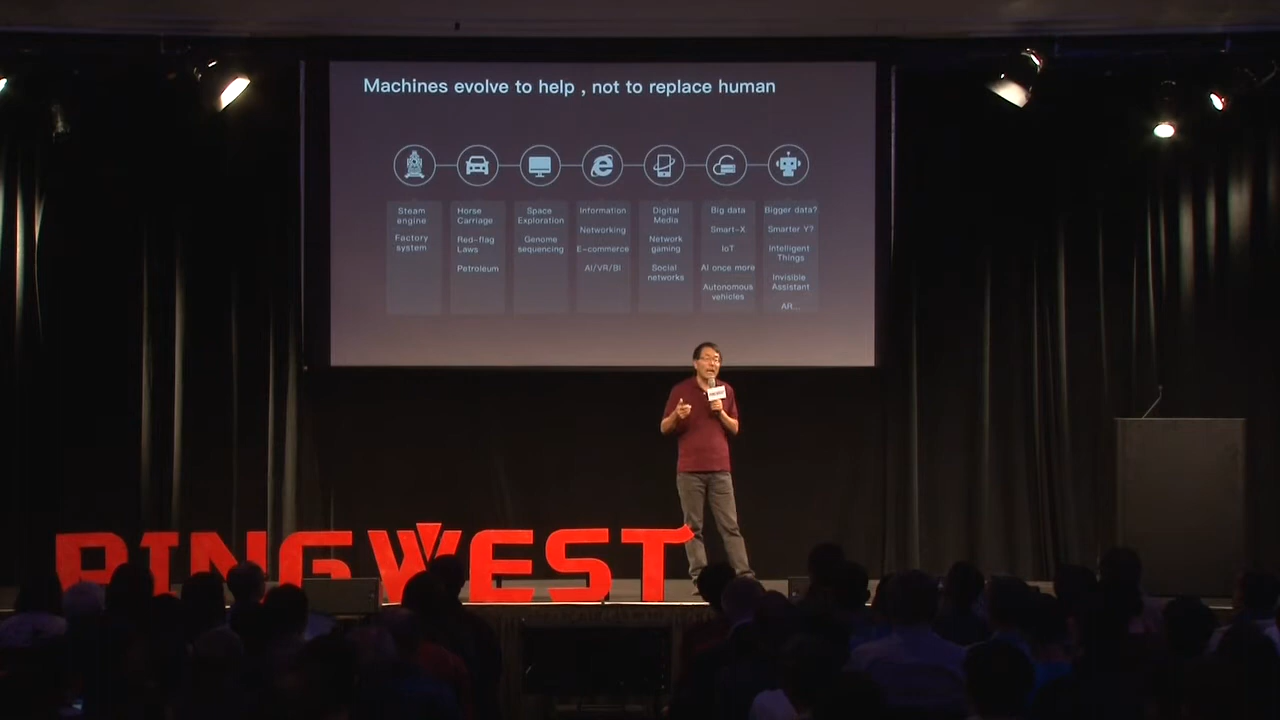 Machines evolve to help , not to replace human
Steam
engine
Factory
system
Horse
Carriage
Red-flag
Laws
Petroleum
Space
Exploration
Genome
sequencing
Information
Networking
E-commerce
AI/VR/BI
Digital
Media
Network
gaming
Social
networks
Big data
Smart-X
IoT
AI once more
Autonomous
vehicles
Bigger data?
Smarter Y?
Intelligent
Things
Invisible
Assistant
AR...
PINGWEST